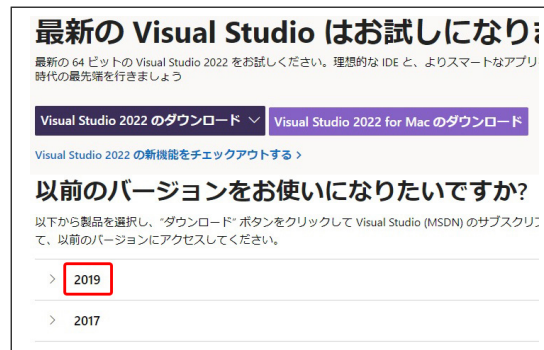 最新の Visual Studio はお試しになりま
最新の 64 ビットの Visual Studio 2022 をお試しください。理想的な IDE と、よりスマートなアプリ
時代の最先端を行きましょう
Visual Studio 2022 のダウンロード
Visual Studio 2022 for Mac のダウンロード
Visual Studio 2022 の新機能をチェックアウトする
以前のバージョンをお使いになりたいですか?
以下から製品を選択し、"ダウンロード" ボタンをクリックして Visual Studio (MSDN) のサブスクリプ
て、以前のバージョンにアクセスしてください。
2019
2017